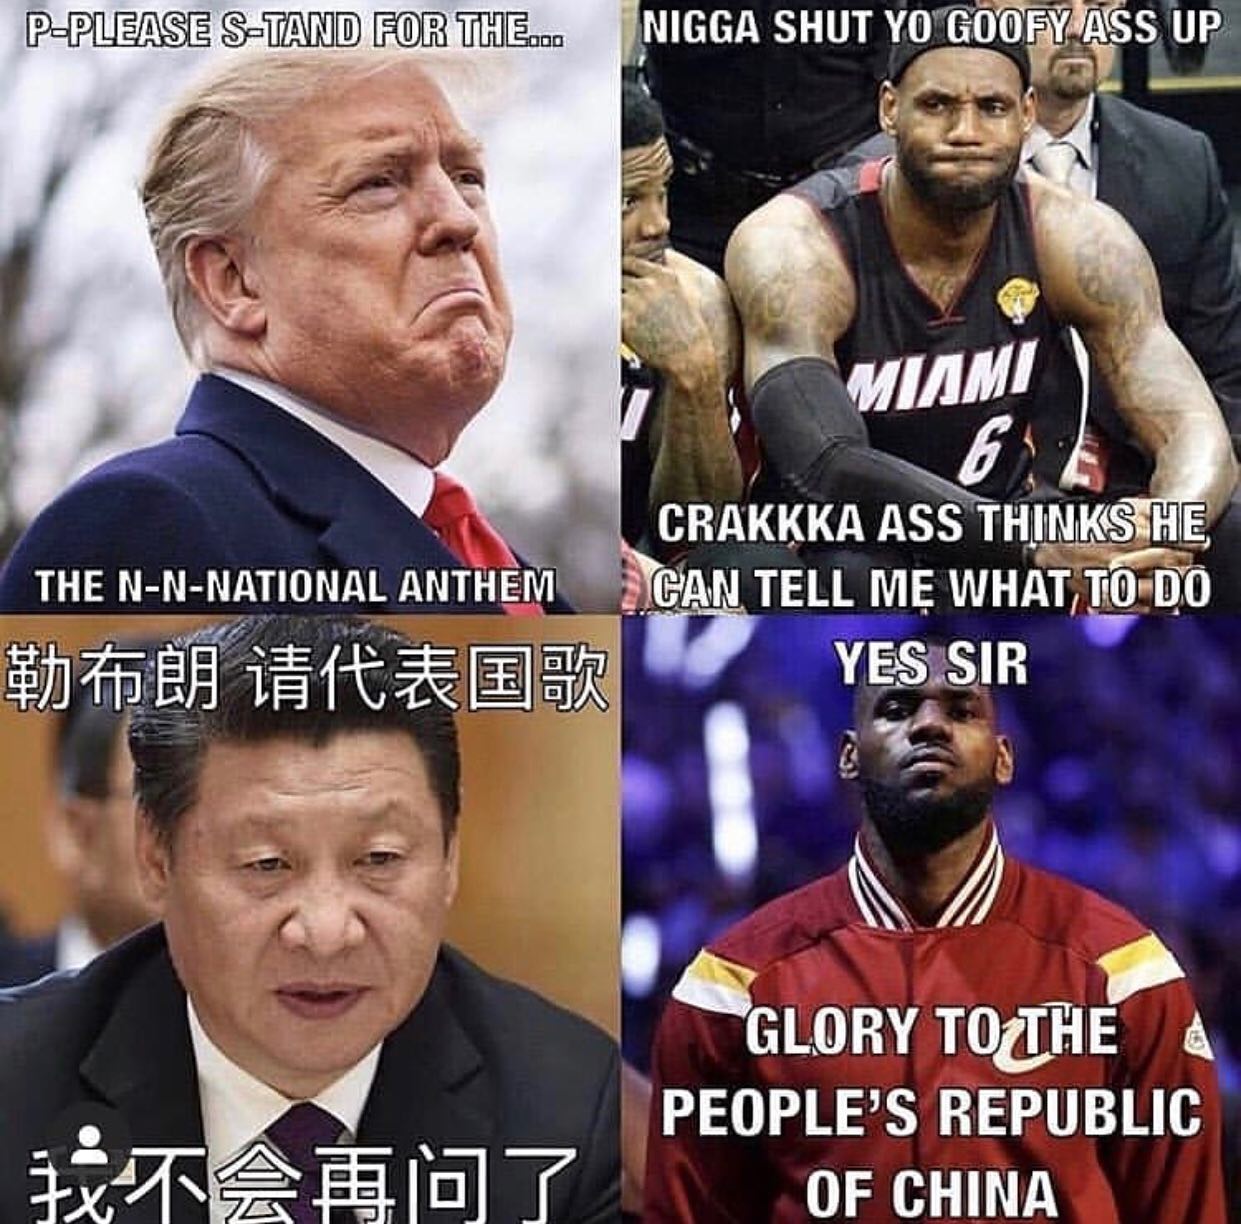 P-PLEASE S-TAND FOR THE...
THE N-N-NATIONAL ANTHEM
NIGGA SHUT YO GOOFY ASS UP
MIAMI
6
CRAKKKA ASS THINKS HE
CAN TELL ME WHAT TO DO
勒布朗 请代表国歌
我不会再问了
YES SIR
GLORY TO THE
PEOPLE'S REPUBLIC
OF CHINA